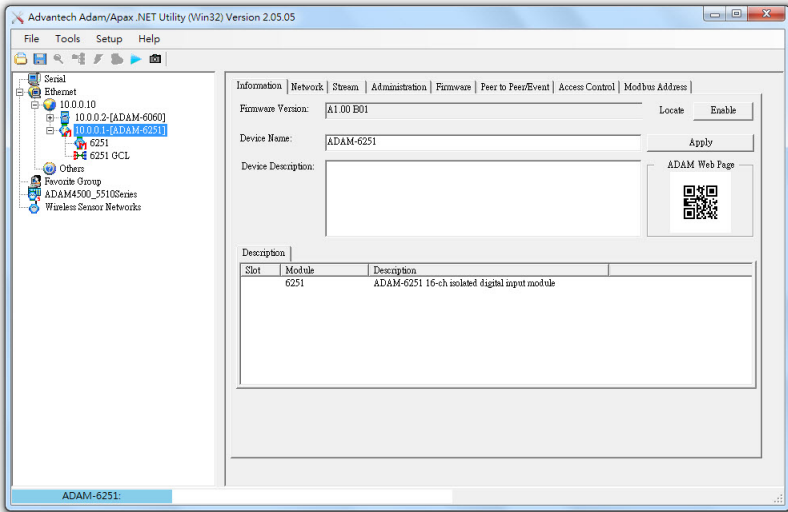 Advantech Adam/Apax .NET Utility (Win32) Version 2.05.05
File Tools Setup Help
Serial
Ethernet
10.0.0.10
10.0.0.2-[ADAM-6060]
10.0.0.1-[ADAM-6251]
6251
6251 GCL
Others
Favorite Group
ADAM4500_5510Series
Wireless Sensor Networks
Information Network Stream Administration Firmware Peer to Peer/Event Access Control Modbus Address
Firmware Version: A1.00 B01 Locate Enable
Device Name: ADAM-6251 Apply
Device Description: ADAM Web Page
Description
Slot Module Description
6251 ADAM-6251 16-ch isolated digital input module
ADAM-6251: